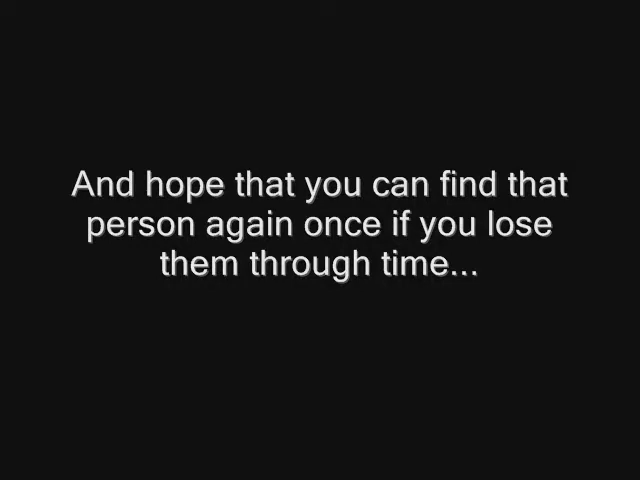 And hope that you can find that
person again once if you lose
them through time...